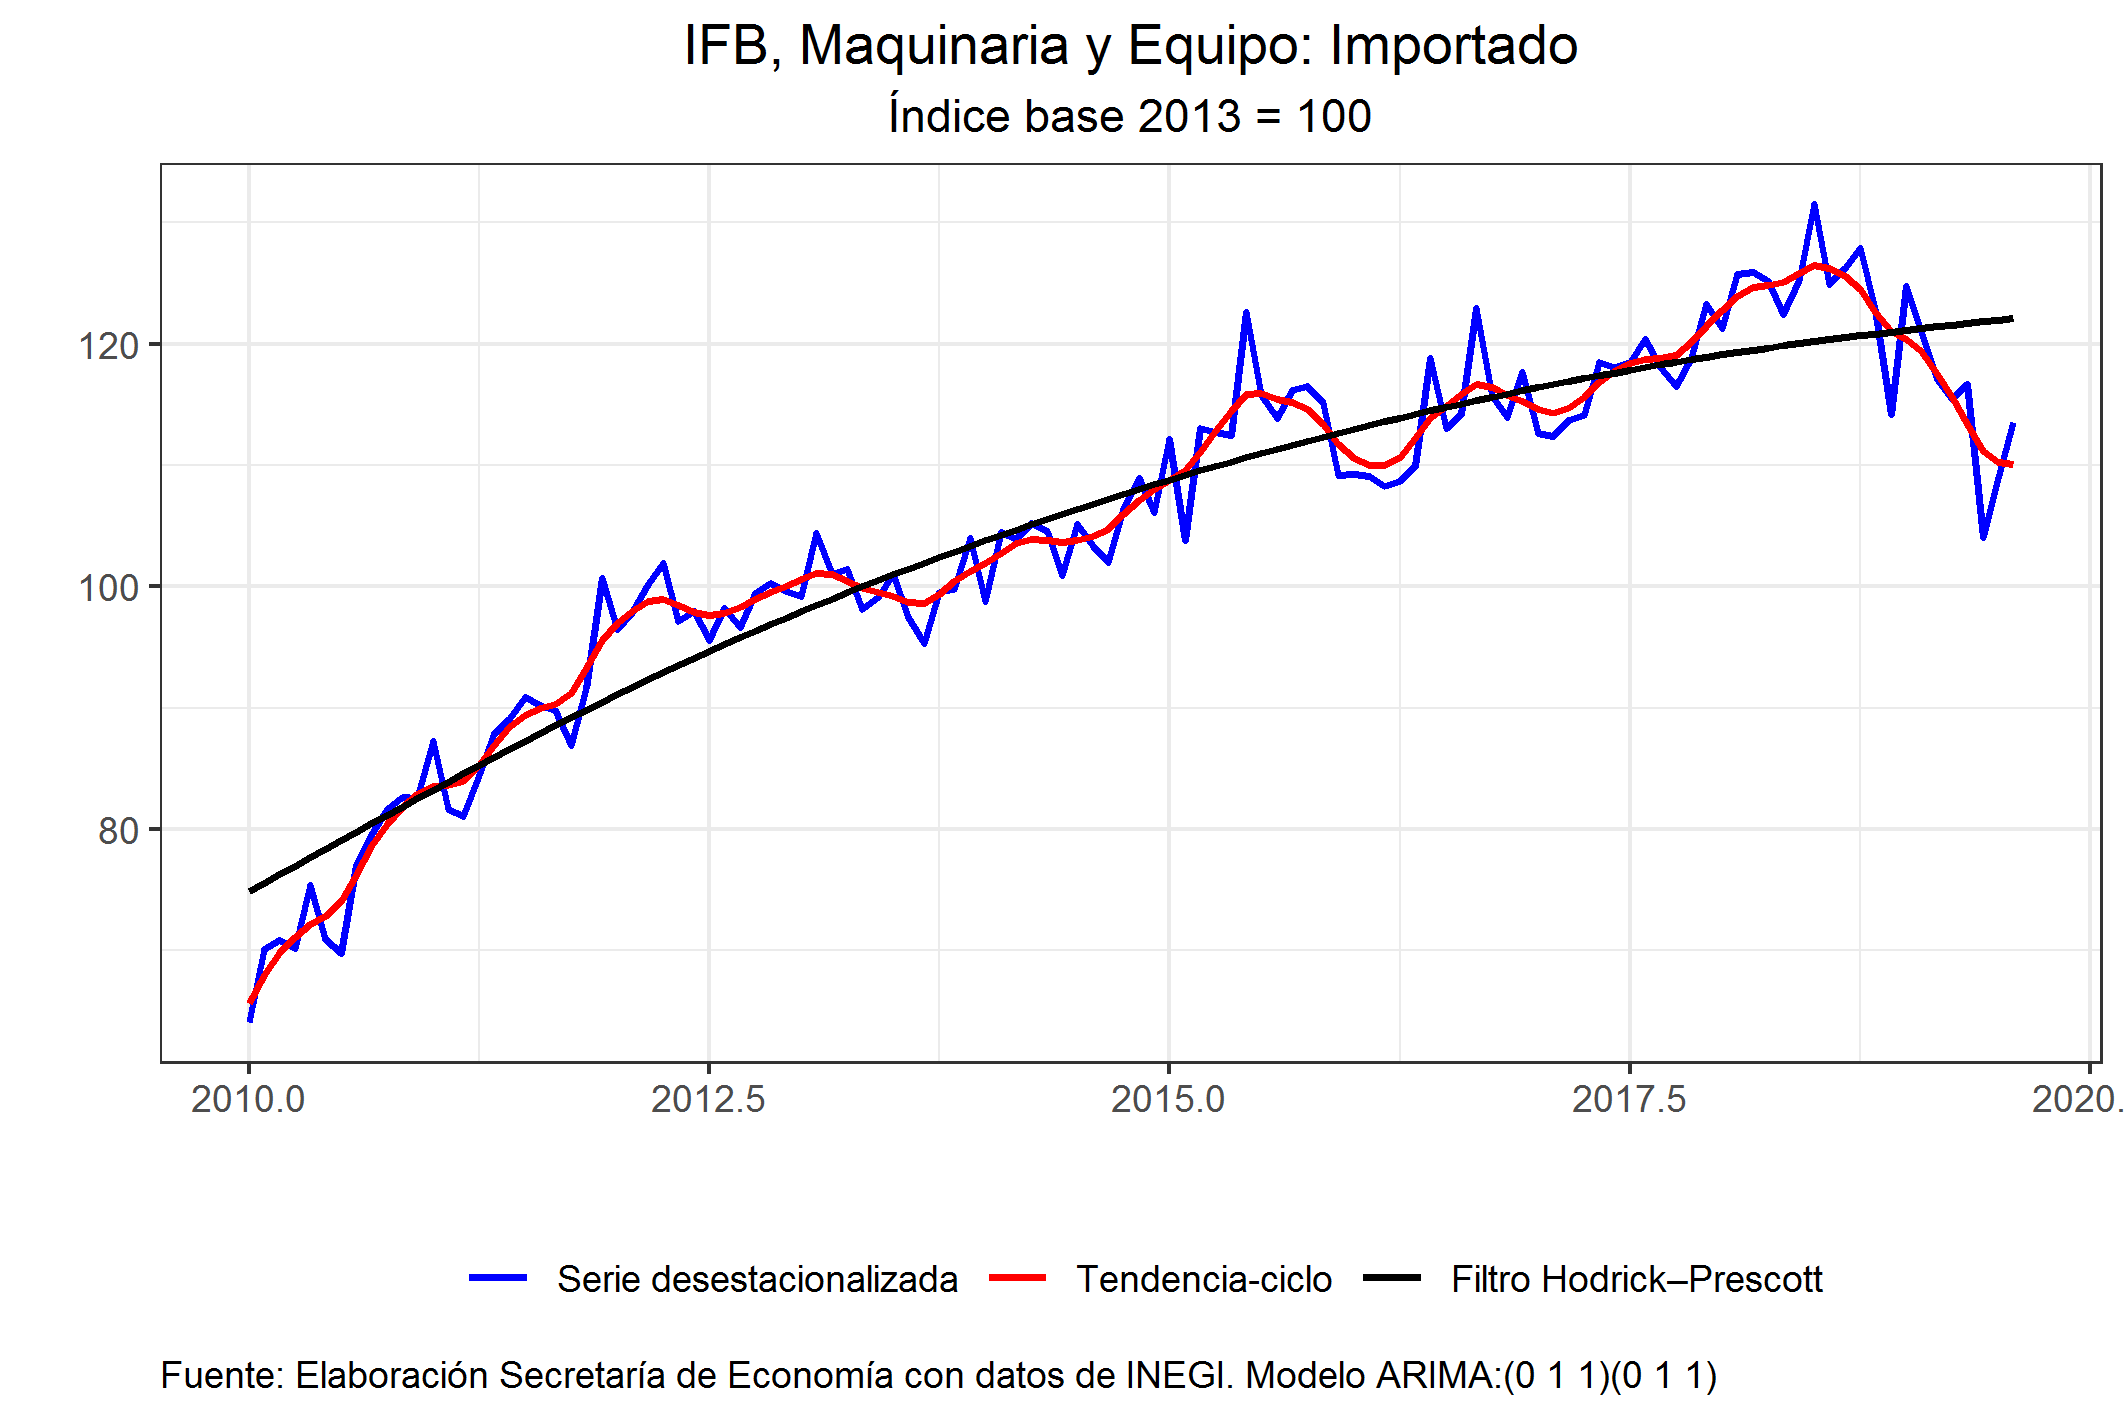 IFB, Maquinaria y Equipo: Importado
Índice base 2013 = 100
120
100
80
2010.0 2012.5 2015.0 2017.5 2020.
Serie desestacionalizada Tendencia-ciclo Filtro Hodrick–Prescott
Fuente: Elaboración Secretaría de Economía con datos de INEGI. Modelo ARIMA:(0 1 1)(0 1 1)